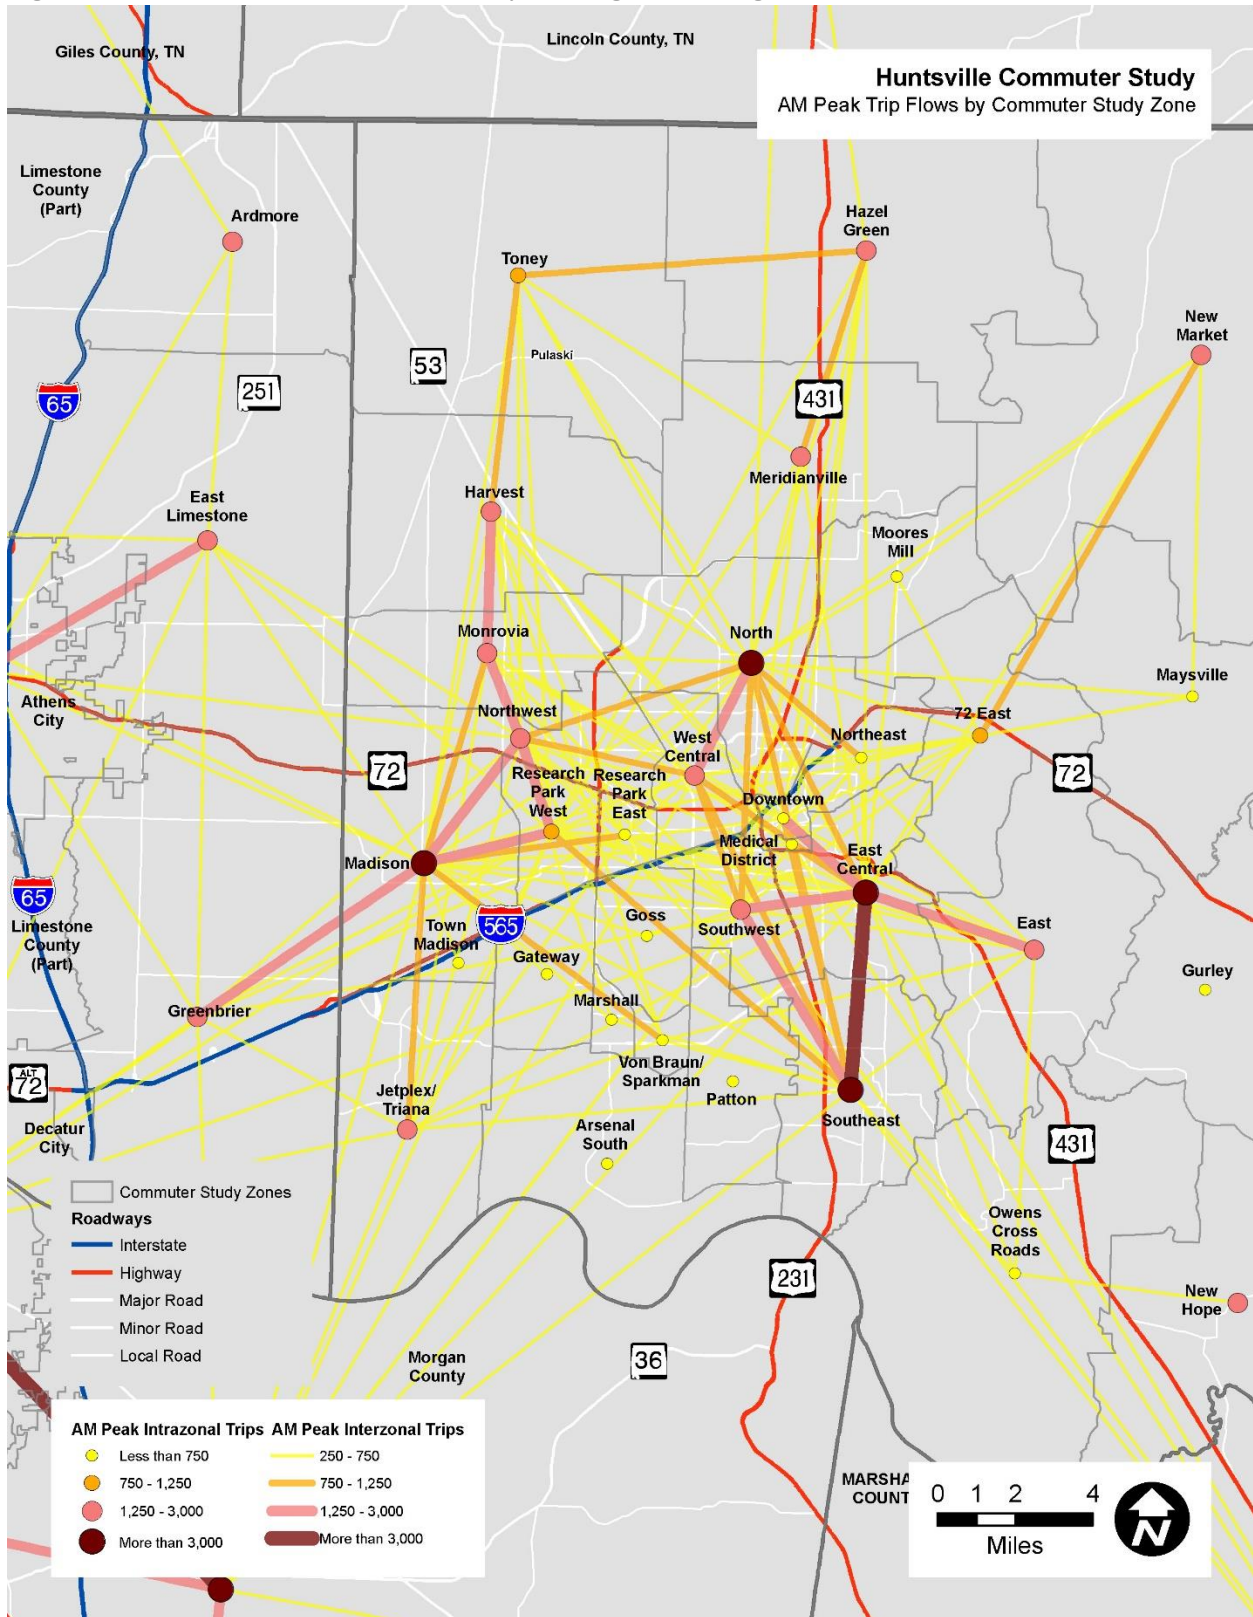 Giles County, TN
Lincoln County, TN
Huntsville Commuter Study
AM Peak Trip Flows by Commuter Study Zone
Limestone
County
(Part)
Ardmore
Hazel
Green
Toney
New
Market
Pulaski
53
65
251
431
Meridianville
Harvest
East
Limestone
Moores
Mill
Monrovia
North
Maysville
Athens
City
Northwest
72 East
West
Central
Northeast
72
Research
Park
West
Research
Park
East
72
Downtown
Madison
Medical
District
East
Central
65
Limestone
County
(Part)
Town
Madison
565
Goss
Southwest
East
Gateway
Gurley
Greenbrier
Marshall
Von Braun/
Sparkman
ALT
72
Jetplex/
Triana
Patton
Southeast
Decatur
City
Arsenal
South
431
Commuter Study Zones
Roadways
Interstate
Highway
Major Road
Minor Road
Local Road
Owens
Cross
Roads
231
New
Hope
Morgan
County
36
AM Peak Intrazonal Trips
Less than 750
750 - 1,250
1,250 - 3,000
More than 3,000
AM Peak Interzonal Trips
250 - 750
750 - 1,250
1,250 - 3,000
More than 3,000
MARSHA
COUNT
0 1 2 4
Miles
N